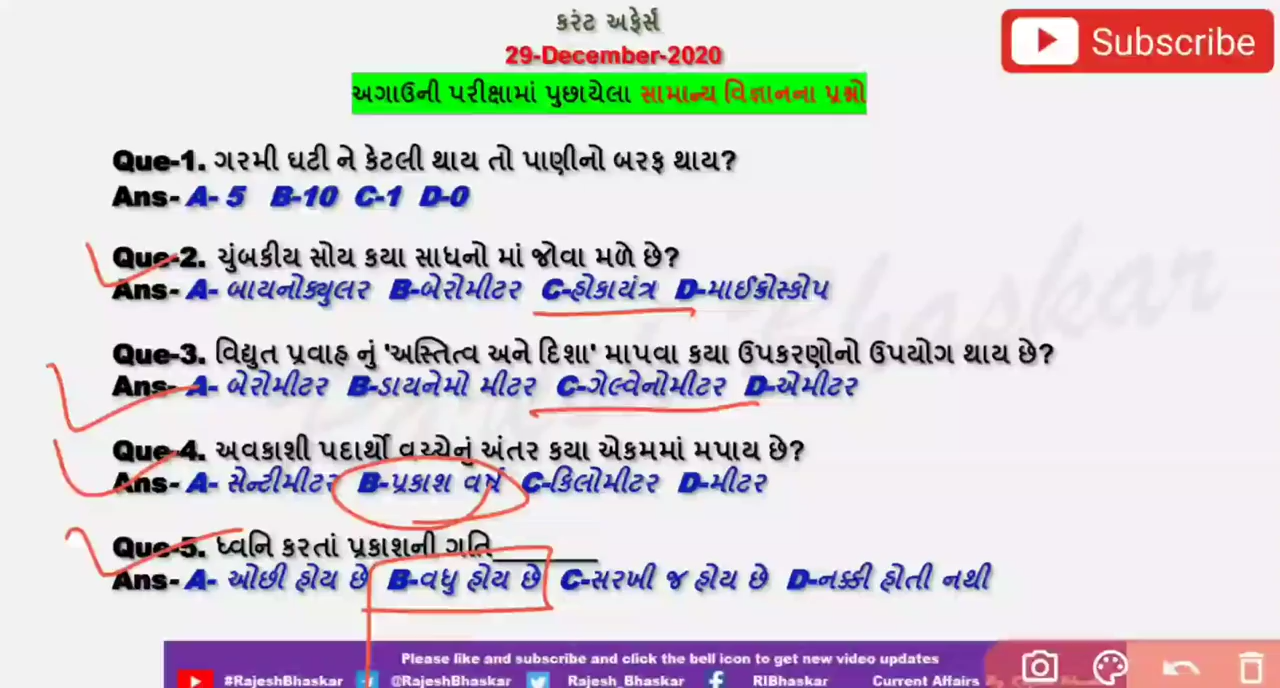 કરંટ અફેર્સ
Subscribe
29-December-2020
અગાઉની પરીક્ષામાં પુછાયેલા સામાન્ય વિજ્ઞાનના પ્રશ્નો
Que-1. ગરમી ઘટી ને કેટલી થાય તો પાણીનો બરફ થાય?
Ans- A- 5 B-10 C-1 D-0
Que-2. ચુંબકીય સોય કયા સાધનો માં જોવા મળે છે?
Ans- A- બાયનોક્યુલર B-બેરોમીટર C-હોકાયંત્ર D-માઈક્રોસ્કોપ
Que-3. વિદ્યુત પ્રવાહ નું 'અસ્તિત્વ અને દિશા' માપવા કયા ઉપકરણોનો ઉપયોગ થાય છે?
Ans- A- બેરોમીટર B-ડાયનેમો મીટર C-ગેલ્વેનોમીટર D-એમીટર
Que-4. અવકાશી પદાર્થો વચ્ચેનું અંતર કયા એકમમાં મપાય છે?
Ans- A- સેન્ટીમીટર B-પ્રકાશ વર્ષ C-કિલોમીટર D-મીટર
Que-5. ધ્વનિ કરતાં પ્રકાશની ગતિ________
Ans- A- ઓછી હોય છે B-વધુ હોય છે C-સરખી જ હોય છે D-નક્કી હોતી નથી
Please like and subscribe and click the bell icon to get new video updates
#RajeshBhaskar @RajeshBhaskar Rajesh_Bhaskar RIBhaskar Current Affairs